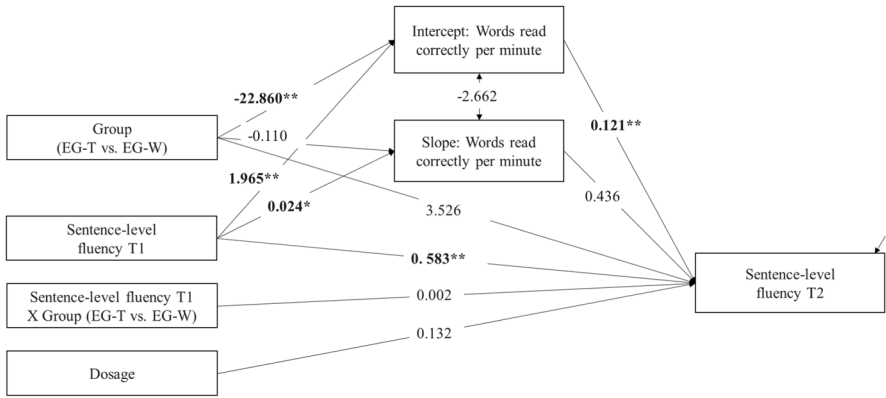 Intercept: Words read
correctly per minute
-22.860**
-2.662
Group
(EG-T vs. EG-W)
-0.110
Slope: Words read
correctly per minute
0.121**
1.965**
0.024*
0.436
3.526
Sentence-level
fluency T1
0. 583**
Sentence-level
fluency T2
Sentence-level fluency T1
X Group (EG-T vs. EG-W)
0.002
0.132
Dosage